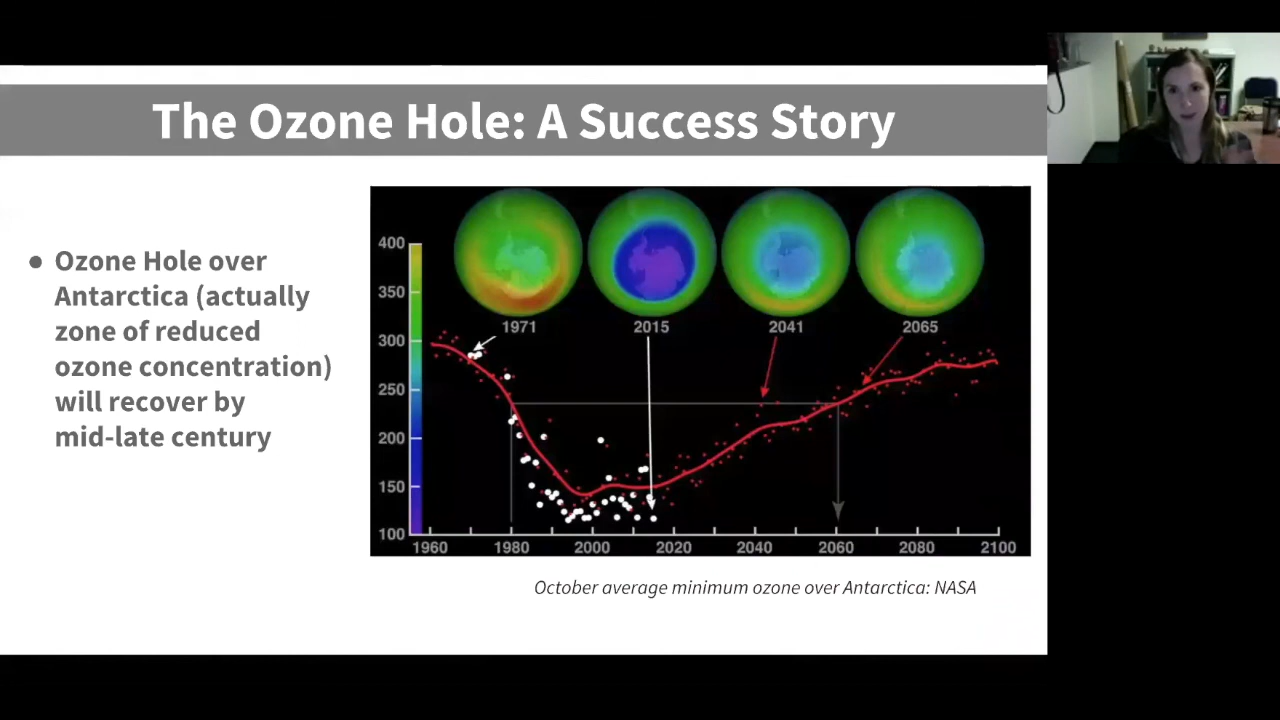 The Ozone Hole: A Success Story
● Ozone Hole over
Antarctica (actually
zone of reduced
ozone concentration)
will recover by
mid-late century
1971 2015 2041 2065
400
350
300
250
200
150
100
1960 1980 2000 2020 2040 2060 2080 2100
October average minimum ozone over Antarctica: NASA